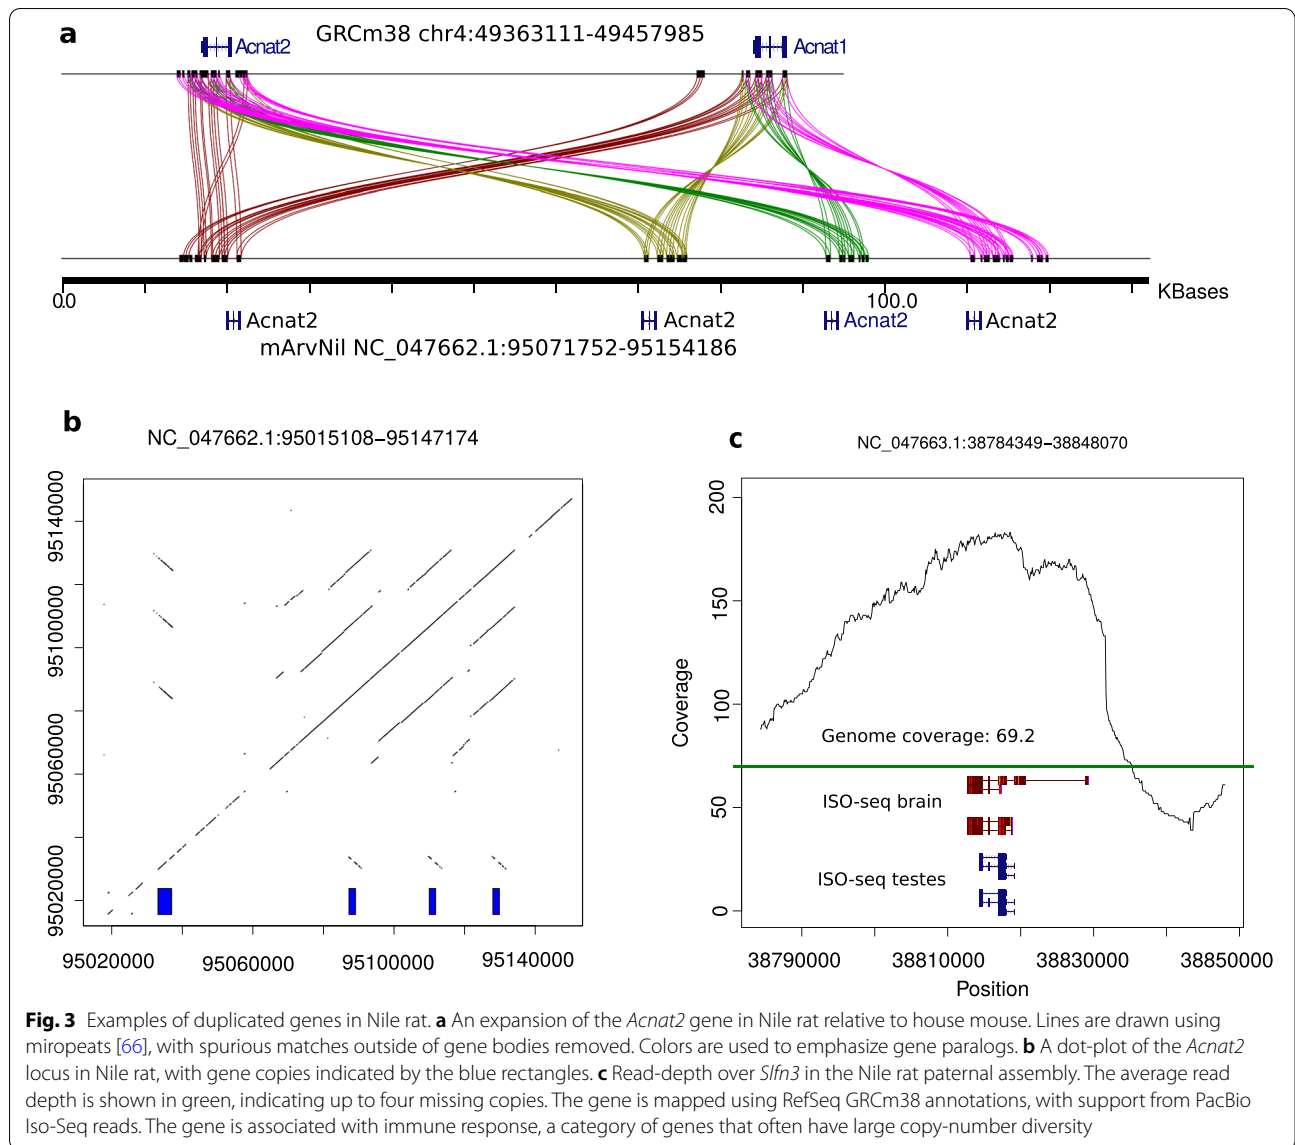 a
GRCm38 chr4:49363111-49457985
Acnat2
Acnat1
0.0
100.0
KBases
Acnat2
Acnat2
Acnat2
Acnat2
mArvNil NC_047662.1:95071752-95154186
b
NC_047662.1:95015108−95147174
95140000
95100000
95060000
95020000
95020000
95060000
95100000
95140000
c
NC_047663.1:38784349−38848070
200
150
100
50
0
Coverage
Genome coverage: 69.2
ISO-seq brain
ISO-seq testes
38790000
38810000
38830000
38850000
Position
Fig. 3 Examples of duplicated genes in Nile rat. a An expansion of the Acnat2 gene in Nile rat relative to house mouse. Lines are drawn using
miropeats [66], with spurious matches outside of gene bodies removed. Colors are used to emphasize gene paralogs. b A dot-plot of the Acnat2
locus in Nile rat, with gene copies indicated by the blue rectangles. c Read-depth over Slfn3 in the Nile rat paternal assembly. The average read
depth is shown in green, indicating up to four missing copies. The gene is mapped using RefSeq GRCm38 annotations, with support from PacBio
Iso-Seq reads. The gene is associated with immune response, a category of genes that often have large copy-number diversity